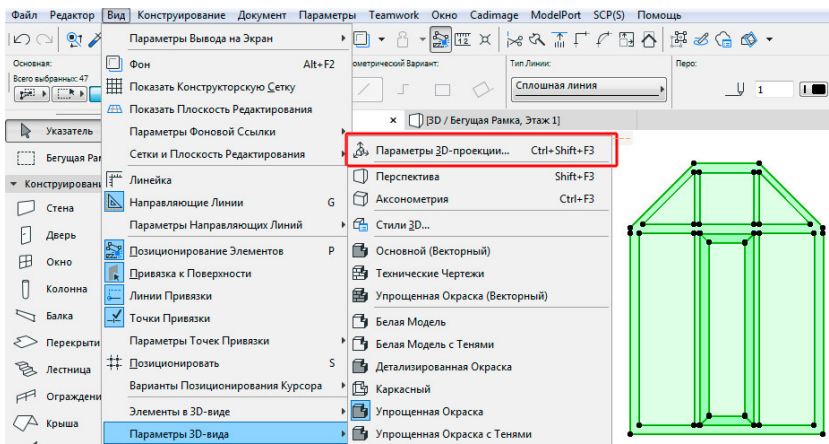 Файл Редактор Вид Конструирование Документ Параметры Teamwork Окно Cadimage ModelPort SCP(S) Помощь
Основная:
Всего выбранных: 47
Указатель
Бегущая
Конструирован
Стена
Дверь
Окно
Колонна
Балка
Перекрыти
Лестница
Ограждени
Крыша
Параметры Вывода на Экран
Фон Alt+F2
Показать Конструкторскую Сетку
Показать Плоскость Редактирования
Параметры Фоновой Ссылки
Сетки и Плоскость Редактирования
Линейка
Направляющие Линии G
Параметры Направляющих Линий
Позиционирование Элементов P
Привязка к Поверхности
Линии Привязки
Точки Привязки
Параметры Точек Привязки
Позиционировать S
Варианты Позиционирования Курсора
Элементы в 3D-виде
Параметры 3D-вида
ометрический Вариант:
Тип Линии:
Сплошная линия
Перо:
1
[3D / Бегущая Рамка, Этаж 1]
Параметры 3D-проекции... Ctrl+Shift+F3
Перспектива Shift+F3
Аксонометрия Ctrl+F3
Стили 3D...
Основной (Векторный)
Технические Чертежи
Упрощенная Окраска (Векторный)
Белая Модель
Белая Модель с Тенями
Детализированная Окраска
Каркасный
Упрощенная Окраска
Упрощенная Окраска с Тенями